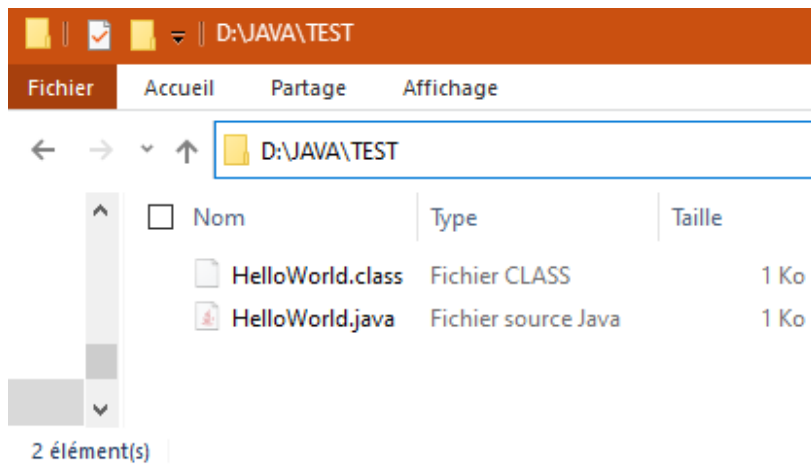 D:\JAVA\TEST
Fichier Accueil Partage Affichage
D:\JAVA\TEST
Nom Type Taille
HelloWorld.class Fichier CLASS 1 Ko
HelloWorld.java Fichier source Java 1 Ko
2 élément(s)